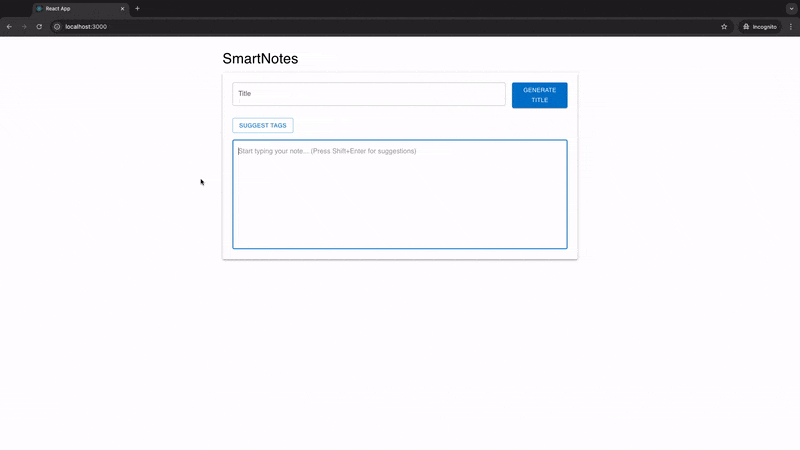 React App
localhost:3000
Incognito
SmartNotes
Title
GENERATE
TITLE
SUGGEST TAGS
Start typing your note... (Press Shift+Enter for suggestions)